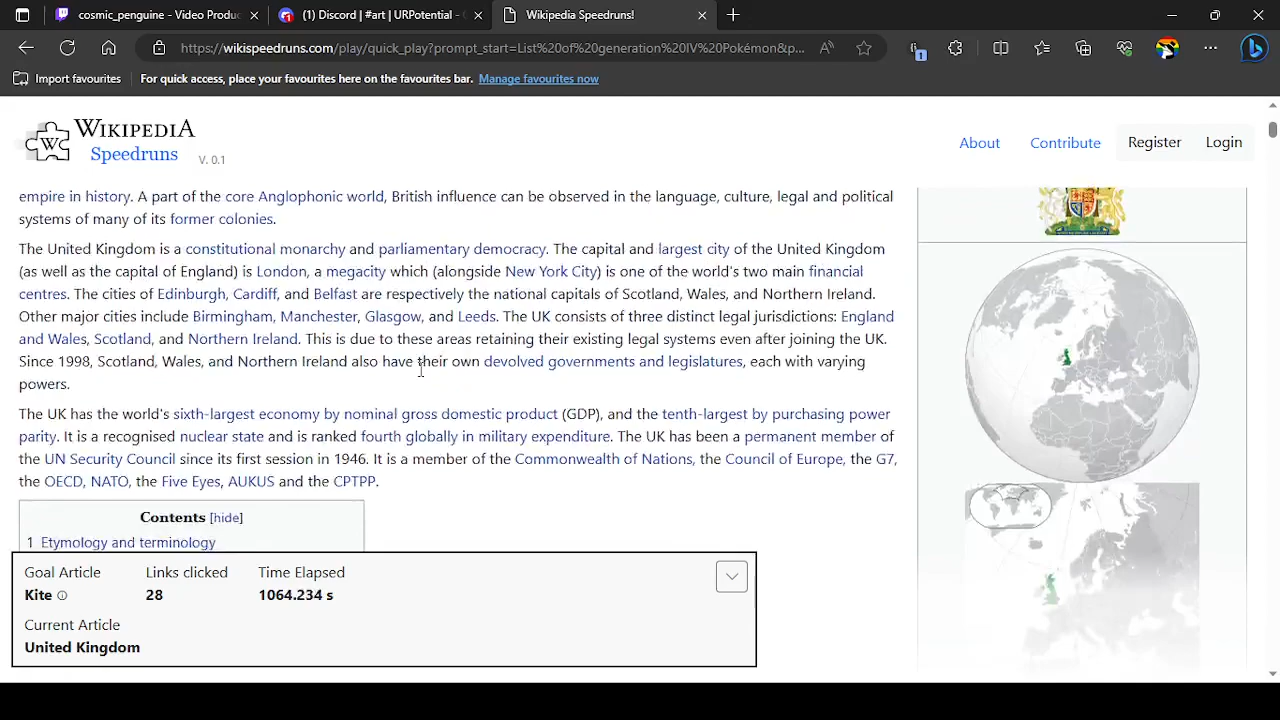 cosmic_penguine - Video Produc
(1) Discord | #art | URPotential -
Wikipedia Speedruns!
https://wikispeedruns.com/play/quick_play?prompt_start=List%20of%20generation%20IV%20Pokémon&p...
1
Import favourites
For quick access, place your favourites here on the favourites bar. Manage favourites now
WIKIPEDIA
Speedruns V. 0.1
About Contribute Register Login
empire in history. A part of the core Anglophonic world, British influence can be observed in the language, culture, legal and political
systems of many of its former colonies.
The United Kingdom is a constitutional monarchy and parliamentary democracy. The capital and largest city of the United Kingdom
(as well as the capital of England) is London, a megacity which (alongside New York City) is one of the world's two main financial
centres. The cities of Edinburgh, Cardiff, and Belfast are respectively the national capitals of Scotland, Wales, and Northern Ireland.
Other major cities include Birmingham, Manchester, Glasgow, and Leeds. The UK consists of three distinct legal jurisdictions: England
and Wales, Scotland, and Northern Ireland. This is due to these areas retaining their existing legal systems even after joining the UK.
Since 1998, Scotland, Wales, and Northern Ireland also have their own devolved governments and legislatures, each with varying
powers.
The UK has the world's sixth-largest economy by nominal gross domestic product (GDP), and the tenth-largest by purchasing power
parity. It is a recognised nuclear state and is ranked fourth globally in military expenditure. The UK has been a permanent member of
the UN Security Council since its first session in 1946. It is a member of the Commonwealth of Nations, the Council of Europe, the G7,
the OECD, NATO, the Five Eyes, AUKUS and the CPTPP.
Contents [hide]
1 Etymology and terminology
Goal Article Links clicked Time Elapsed
Kite 28 1064.234 s
Current Article
United Kingdom